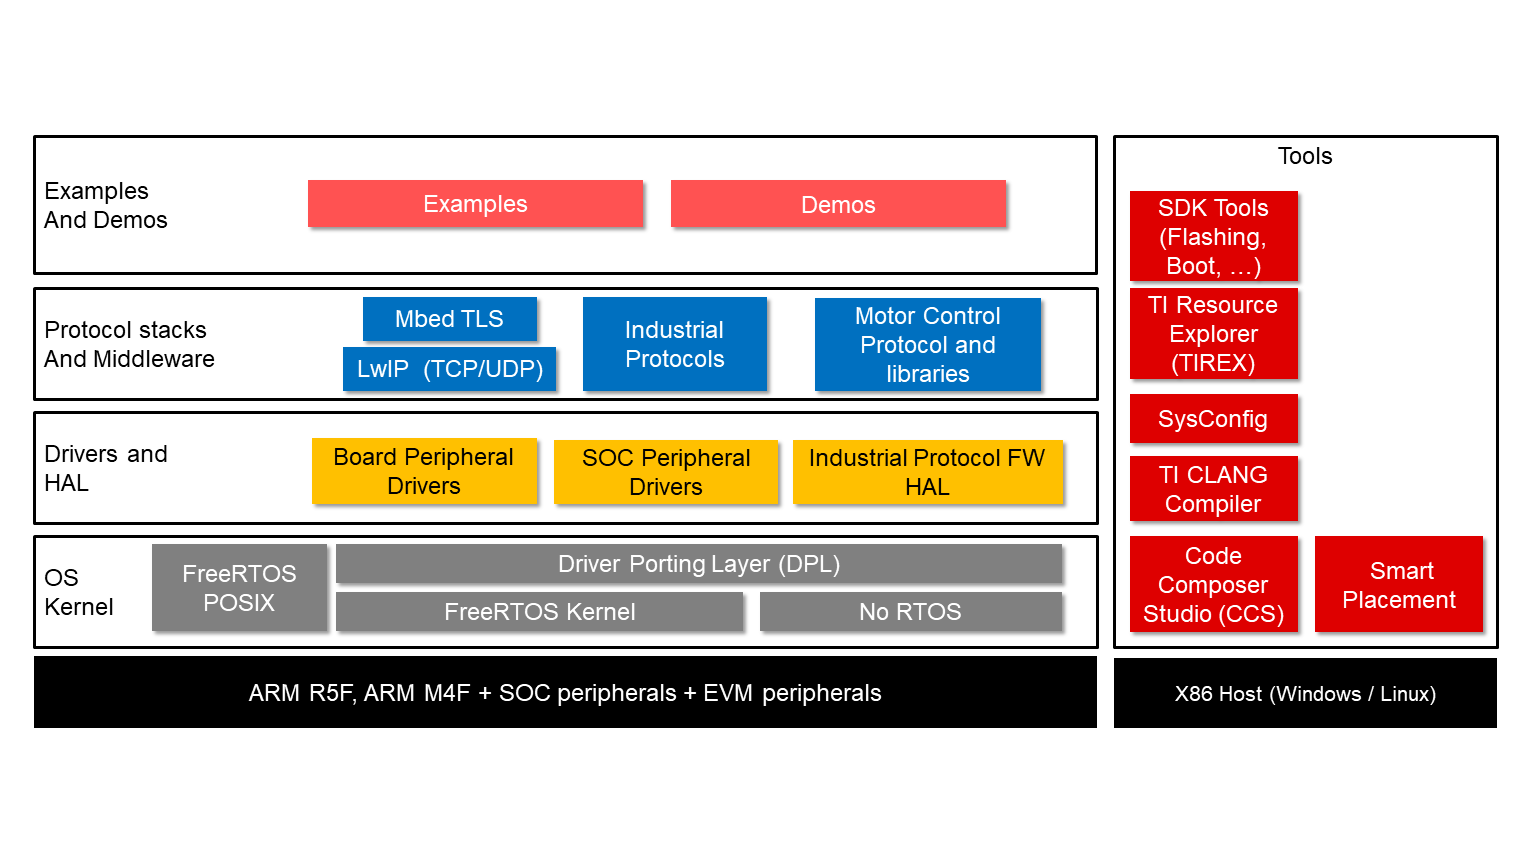 Examples
And Demos
Examples
Demos
Protocol stacks
And Middleware
Mbed TLS
LwIP (TCP/UDP)
Industrial
Protocols
Motor Control
Protocol and
libraries
Drivers and
HAL
Board Peripheral
Drivers
SOC Peripheral
Drivers
Industrial Protocol FW
HAL
OS
Kernel
FreeRTOS
POSIX
Driver Porting Layer (DPL)
FreeRTOS Kernel
No RTOS
ARM R5F, ARM M4F + SOC peripherals + EVM peripherals
Tools
SDK Tools
(Flashing,
Boot, …)
TI Resource
Explorer
(TIREX)
SysConfig
TI CLANG
Compiler
Code
Composer
Studio (CCS)
Smart
Placement
X86 Host (Windows / Linux)